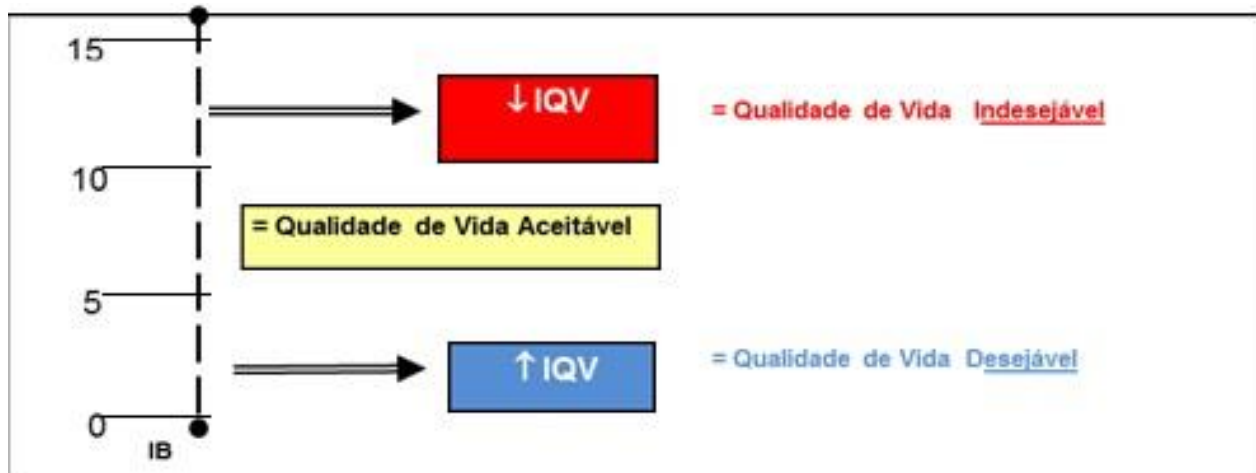 15
↓IQV
= Qualidade de Vida Indesejável
10
= Qualidade de Vida Aceitável
5
↑IQV
= Qualidade de Vida Desejável
0
IB